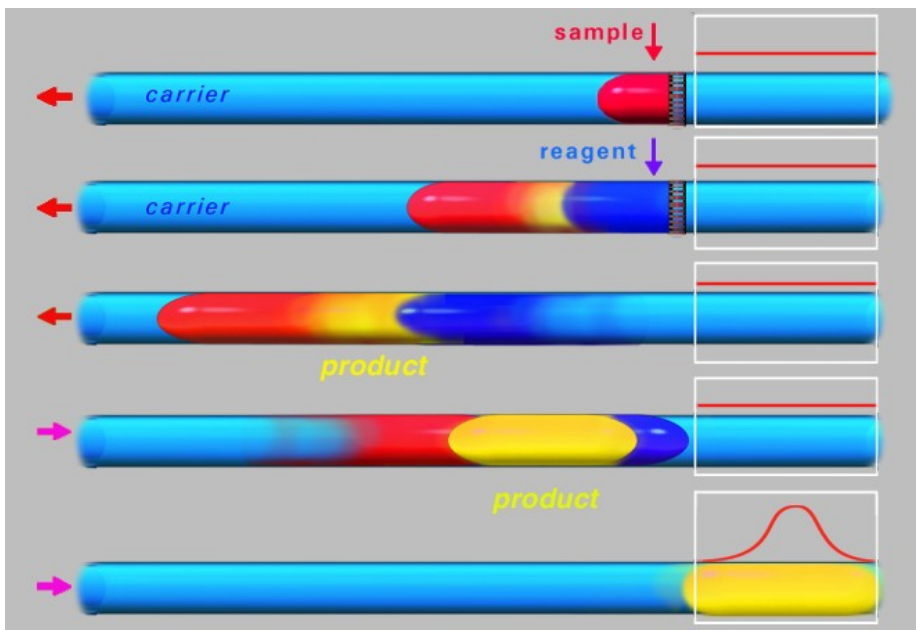 sample
carrier
reagent
carrier
product
product